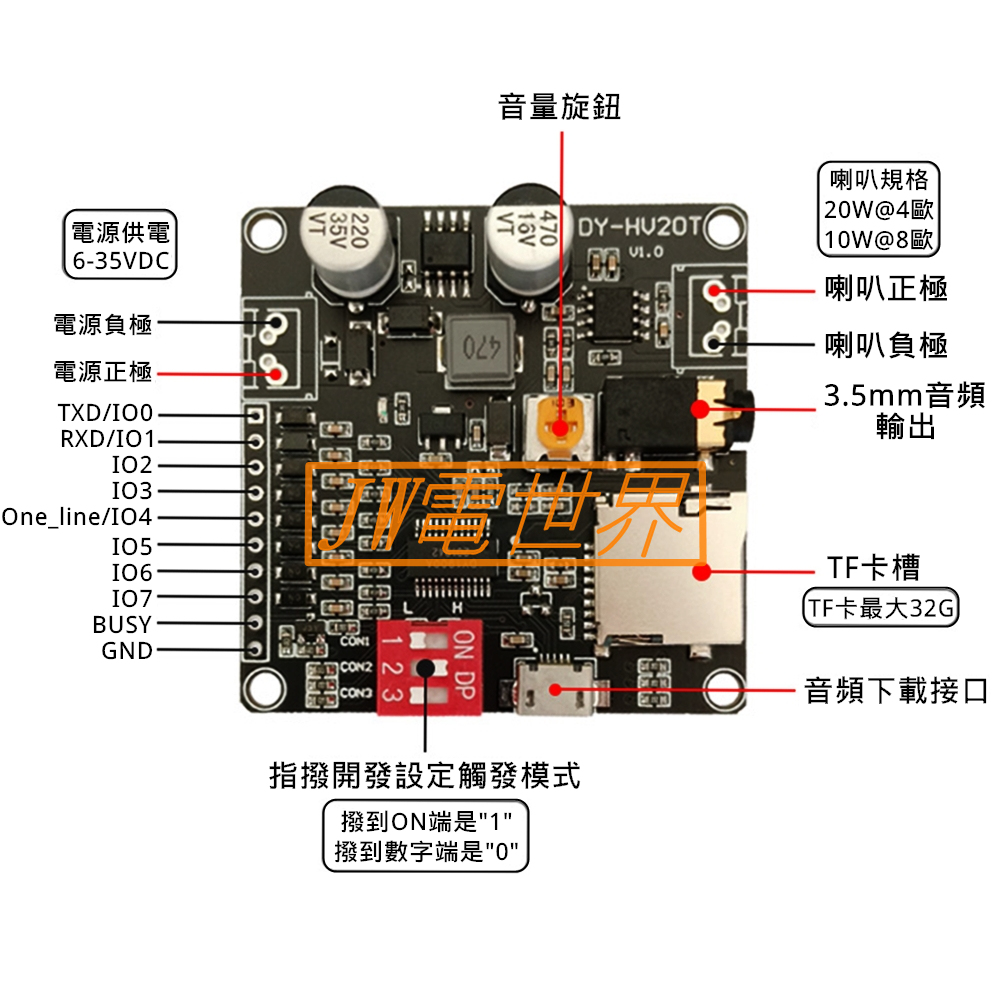 音量旋鈕
喇叭規格
20W@4歐
10W@8歐
電源供電
6-35VDC
220
35V
VT
470
16V
VT
DY-HV20T
V1.0
喇叭正極
電源負極
喇叭負極
470
電源正極
3.5mm音頻
輸出
TXD/IO0
RXD/IO1
IO2
IO3
One_line/IO4
IO5
IO6
IO7
BUSY
GND
JW電世界
TF卡槽
TF卡最大32G
L H
CON1
CON2
CON3
ON DP
1
2
3
音頻下載接口
指撥開發設定觸發模式
撥到ON端是"1"
撥到數字端是"0"